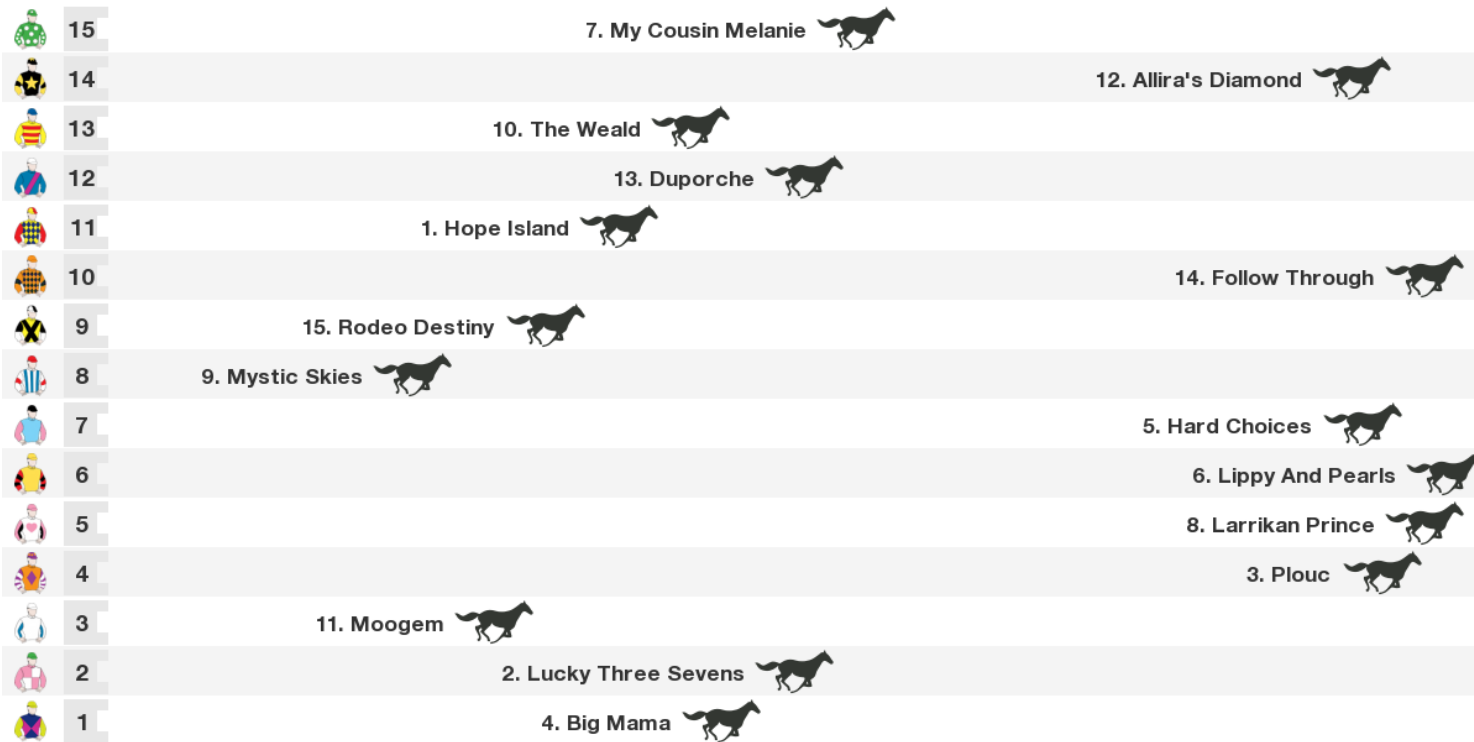 15 7. My Cousin Melanie
14 12. Allira's Diamond
13 10. The Weald
12 13. Duporche
11 1. Hope Island
10 14. Follow Through
9 15. Rodeo Destiny
8 9. Mystic Skies
7 5. Hard Choices
6 6. Lippy And Pearls
5 8. Larrikan Prince
4 3. Plouc
3 11. Moogem
2 2. Lucky Three Sevens
1 4. Big Mama